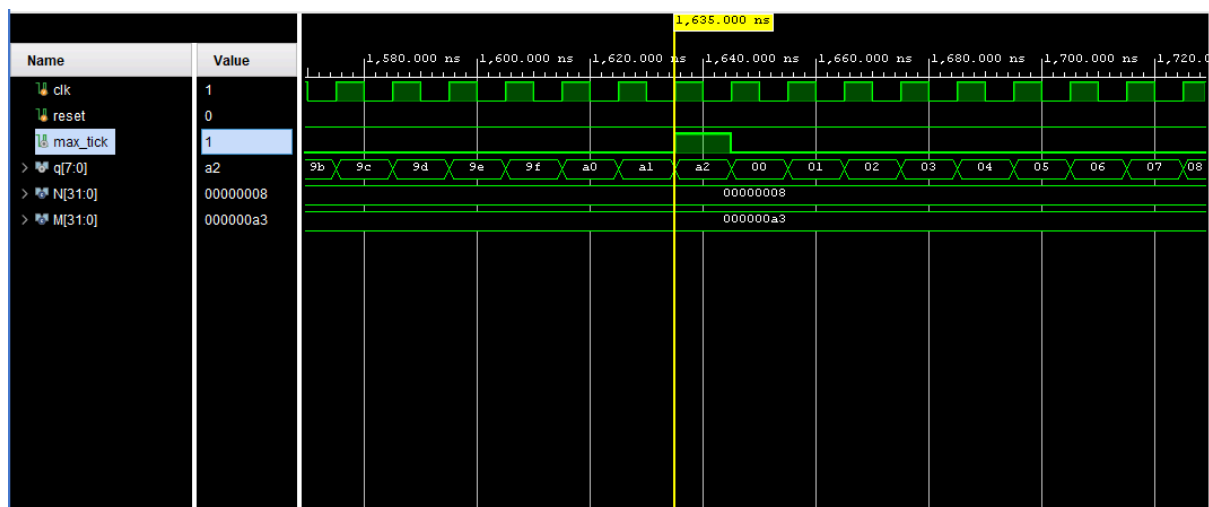 1,635.000 ns
Name Value
1,580.000 ns 1,600.000 ns 1,620.000 ns 1,640.000 ns 1,660.000 ns 1,680.000 ns 1,700.000 ns 1,720.0
clk 1
reset 0
max_tick 1
> q[7:0] a2 9b 9c 9d 9e 9f a0 a1 a2 00 01 02 03 04 05 06 07 08
> N[31:0] 00000008 00000008
> M[31:0] 000000a3 000000a3